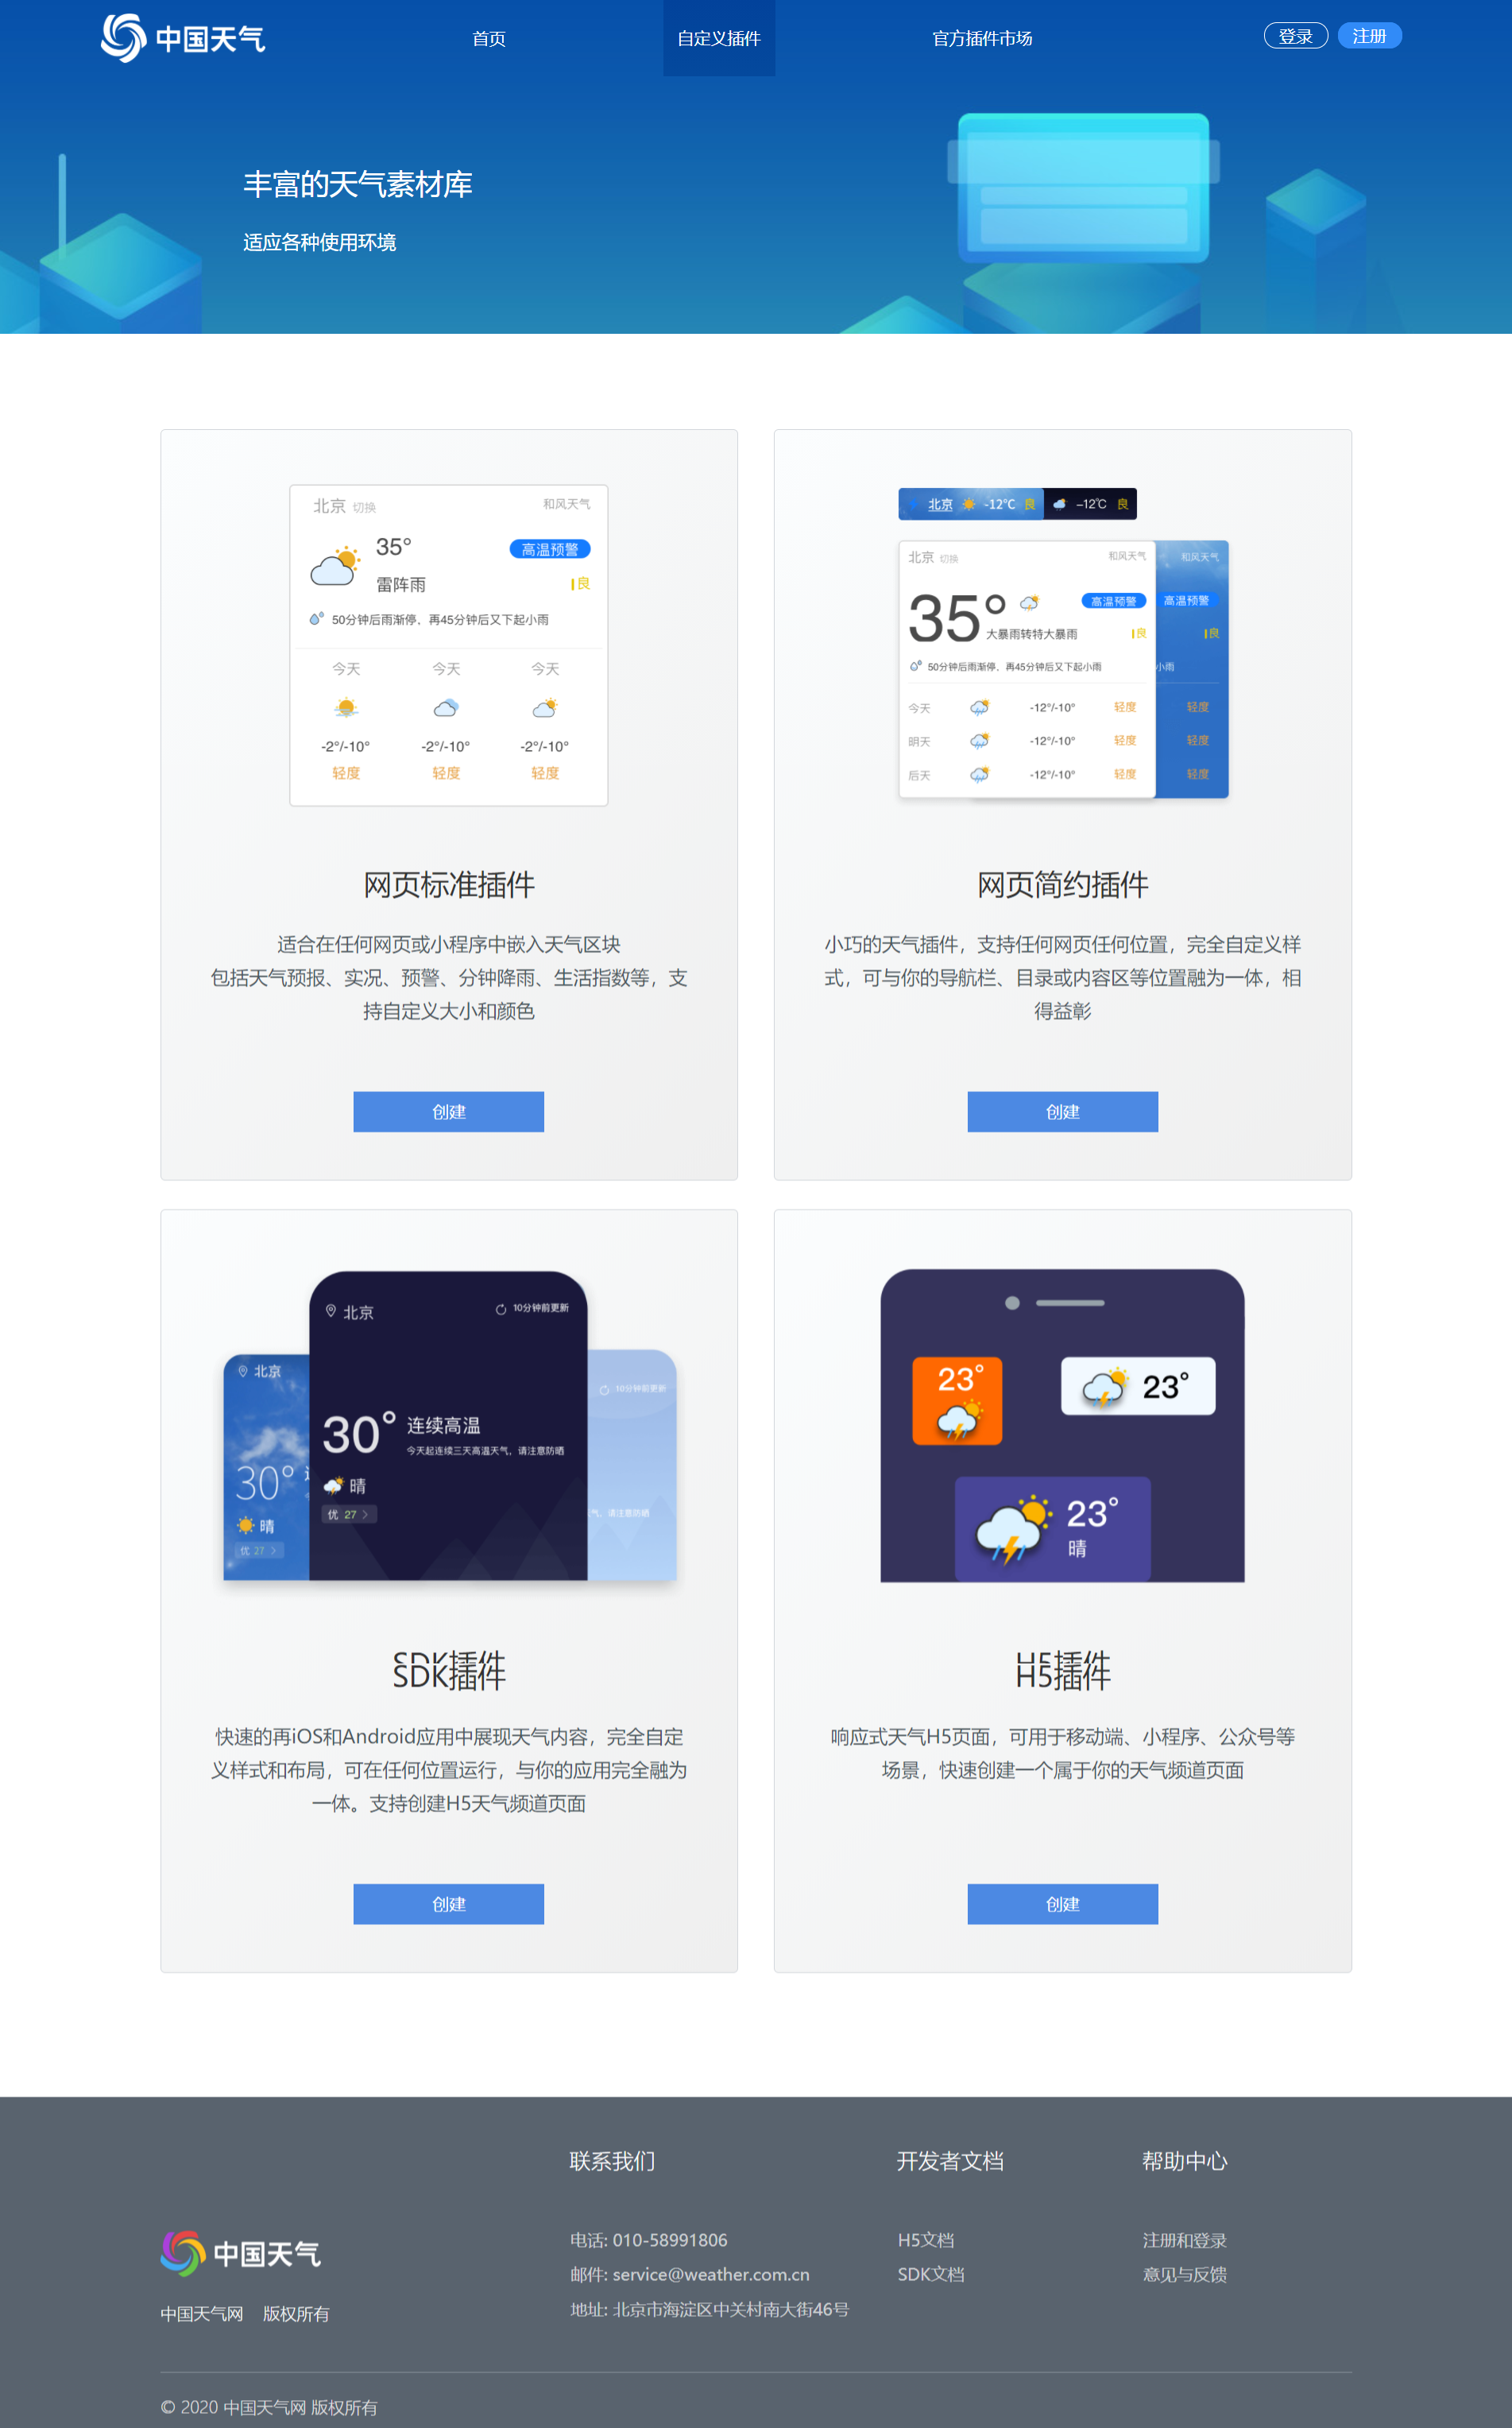 中国天气
首页
自定义插件
官方插件市场
登录
注册
丰富的天气素材库
适应各种使用环境
北京 切换
和风天气
35°
高温预警
雷阵雨
良
50分钟后雨渐停，再45分钟后又下起小雨
今天 今天 今天
-2°/-10° -2°/-10° -2°/-10°
轻度 轻度 轻度
网页标准插件
适合在任何网页或小程序中嵌入天气区块
包括天气预报、实况、预警、分钟降雨、生活指数等，支
持自定义大小和颜色
创建
北京 -12℃ 良 -12℃ 良
北京 切换
和风天气 和风天气
35°
高温预警 高温预警
大暴雨转特大暴雨
良 良
50分钟后雨渐停，再45分钟后又下起小雨 小雨
今天 -12°/-10° 轻度 轻度
明天 -12°/-10° 轻度 轻度
后天 -12°/-10° 轻度 轻度
网页简约插件
小巧的天气插件，支持任何网页任何位置，完全自定义样
式，可与你的导航栏、目录或内容区等位置融为一体，相
得益彰
创建
北京
30°
晴
优 27 >
北京
10分钟前更新
30° 连续高温
今天起连续三天高温天气，请注意防晒
晴
优 27 >
10分钟前更新
气，请注意防晒
SDK插件
快速的再iOS和Android应用中展现天气内容，完全自定
义样式和布局，可在任何位置运行，与你的应用完全融为
一体。支持创建H5天气频道页面
创建
23°
23°
23°
晴
H5插件
响应式天气H5页面，可用于移动端、小程序、公众号等
场景，快速创建一个属于你的天气频道页面
创建
中国天气
中国天气网 版权所有
联系我们
电话: 010-58991806
邮件: service@weather.com.cn
地址: 北京市海淀区中关村南大街46号
开发者文档
H5文档
SDK文档
帮助中心
注册和登录
意见与反馈
© 2020 中国天气网 版权所有